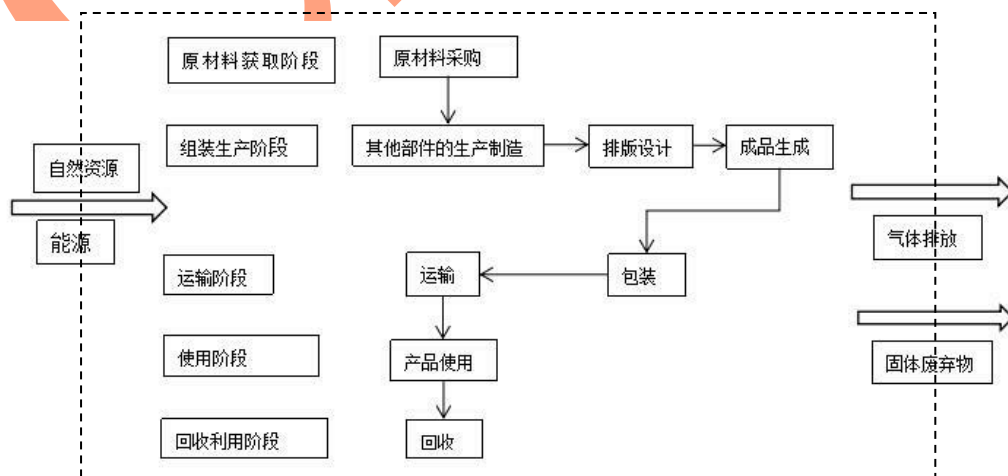 原材料获取阶段
原材料采购
组装生产阶段
其他部件的生产制造
排版设计
成品生成
自然资源
能源
气体排放
运输阶段
运输
包装
使用阶段
产品使用
固体废弃物
回收利用阶段
回收